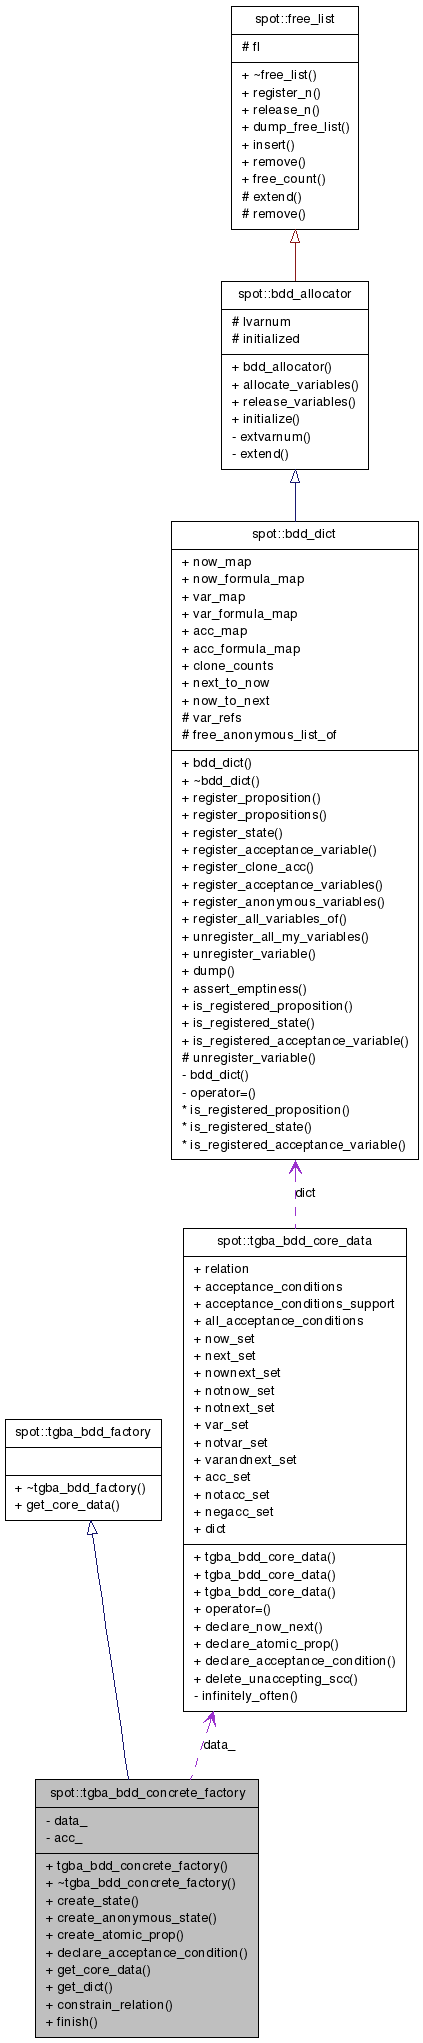 spot::free_list
# fl
+ ~free_list()
+ register_n()
+ release_n()
+ dump_free_list()
+ insert()
+ remove()
+ free_count()
# extend()
# remove()
spot::bdd_allocator
# lvarnum
# initialized
+ bdd_allocator()
+ allocate_variables()
+ release_variables()
+ initialize()
- extvarnum()
- extend()
spot::bdd_dict
+ now_map
+ now_formula_map
+ var_map
+ var_formula_map
+ acc_map
+ acc_formula_map
+ clone_counts
+ next_to_now
+ now_to_next
# var_refs
# free_anonymous_list_of
+ bdd_dict()
+ ~bdd_dict()
+ register_proposition()
+ register_propositions()
+ register_state()
+ register_acceptance_variable()
+ register_clone_acc()
+ register_acceptance_variables()
+ register_anonymous_variables()
+ register_all_variables_of()
+ unregister_all_my_variables()
+ unregister_variable()
+ dump()
+ assert_emptiness()
+ is_registered_proposition()
+ is_registered_state()
+ is_registered_acceptance_variable()
# unregister_variable()
- bdd_dict()
- operator=()
* is_registered_proposition()
* is_registered_state()
* is_registered_acceptance_variable()
dict
spot::tgba_bdd_core_data
+ relation
+ acceptance_conditions
+ acceptance_conditions_support
+ all_acceptance_conditions
+ now_set
+ next_set
+ nownext_set
+ notnow_set
+ notnext_set
+ var_set
+ notvar_set
+ varandnext_set
+ acc_set
+ notacc_set
+ negacc_set
+ dict
+ tgba_bdd_core_data()
+ tgba_bdd_core_data()
+ tgba_bdd_core_data()
+ operator=()
+ declare_now_next()
+ declare_atomic_prop()
+ declare_acceptance_condition()
+ delete_unaccepting_scc()
- infinitely_often()
spot::tgba_bdd_factory
+ ~tgba_bdd_factory()
+ get_core_data()
data_
spot::tgba_bdd_concrete_factory
- data_
- acc_
+ tgba_bdd_concrete_factory()
+ ~tgba_bdd_concrete_factory()
+ create_state()
+ create_anonymous_state()
+ create_atomic_prop()
+ declare_acceptance_condition()
+ get_core_data()
+ get_dict()
+ constrain_relation()
+ finish()